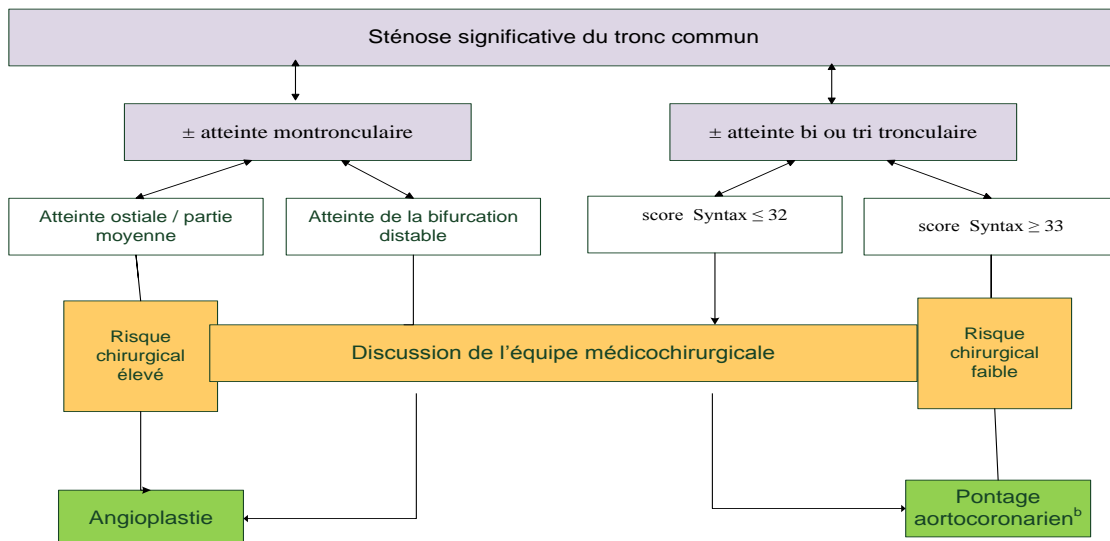 Sténose significative du tronc commun
± atteinte montronculaire
± atteinte bi ou tri tronculaire
Atteinte ostiale / partie
moyenne
Atteinte de la bifurcation
distable
score Syntax ≤ 32
score Syntax ≥ 33
Risque
chirurgical
élevé
Discussion de l’équipe médicochirurgicale
Risque
chirurgical
faible
Angioplastie
Pontage
aortocoronarienᵇ